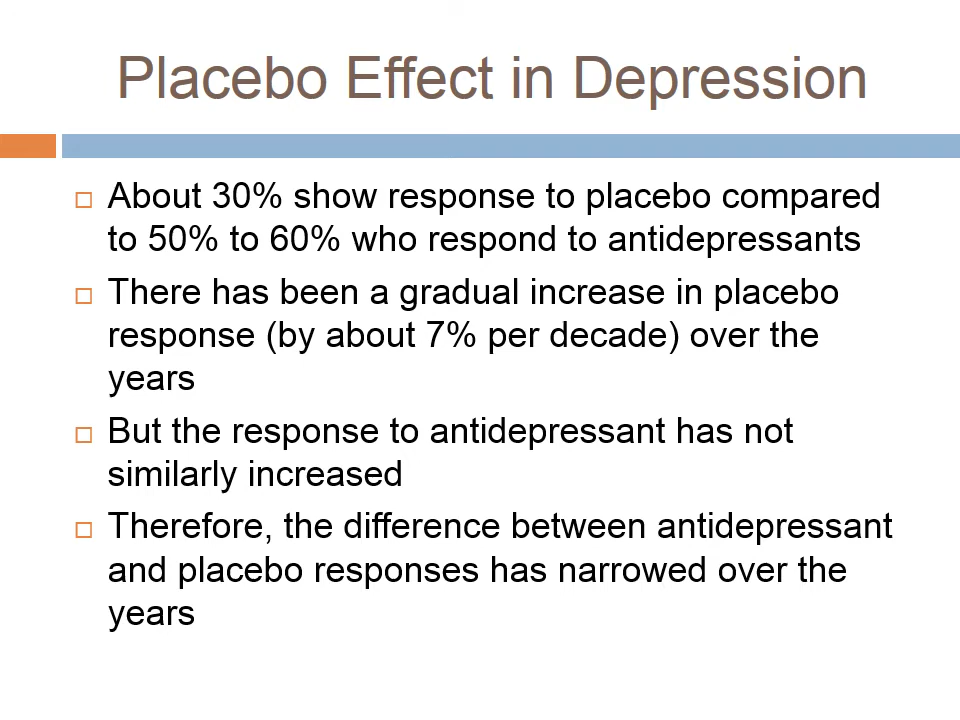 Placebo Effect in Depression
About 30% show response to placebo compared
to 50% to 60% who respond to antidepressants
There has been a gradual increase in placebo
response (by about 7% per decade) over the
years
But the response to antidepressant has not
similarly increased
Therefore, the difference between antidepressant
and placebo responses has narrowed over the
years